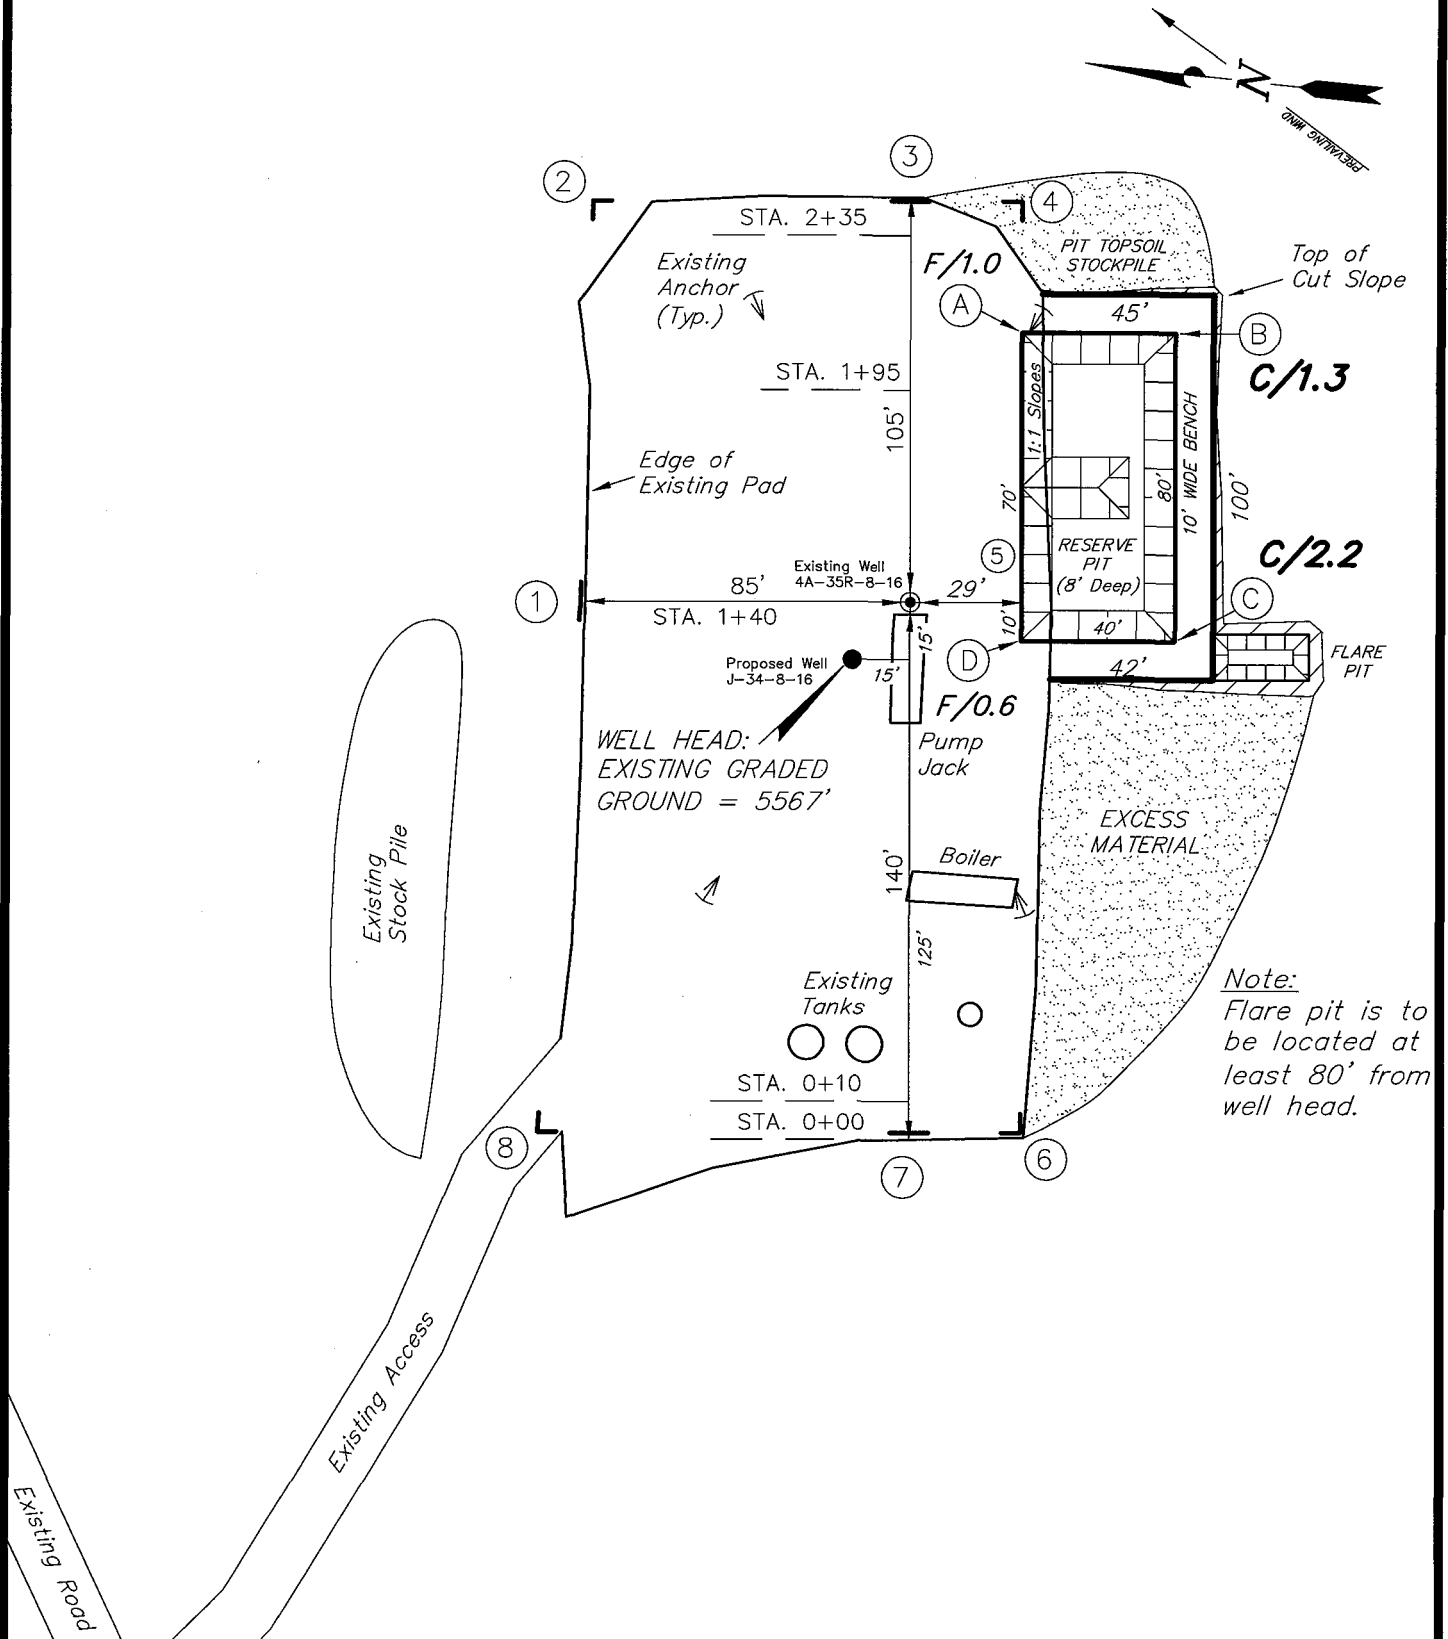 N
PREVAILING WIND
3
2
4
STA. 2+35
PIT TOPSOIL
STOCKPILE
F/1.0
Existing
Anchor
(Typ.)
Top of
Cut Slope
A
45'
B
STA. 1+95
C/1.3
105'
1:1 Slopes
10' WIDE BENCH
Edge of
Existing Pad
70'
80'
100'
5
RESERVE
PIT
(8' Deep)
C/2.2
Existing Well
4A-35R-8-16
85'
29'
1
STA. 1+40
C
10'
40'
15'
D
Proposed Well
J-34-8-16
15'
42'
FLARE
PIT
F/0.6
WELL HEAD:
EXISTING GRADED
GROUND = 5567'
Pump
Jack
EXCESS
MATERIAL
Existing
Stock Pile
140'
Boiler
125'
Existing
Tanks
Note:
Flare pit is to
be located at
least 80' from
well head.
STA. 0+10
STA. 0+00
8
7
6
Existing Access
Existing Road